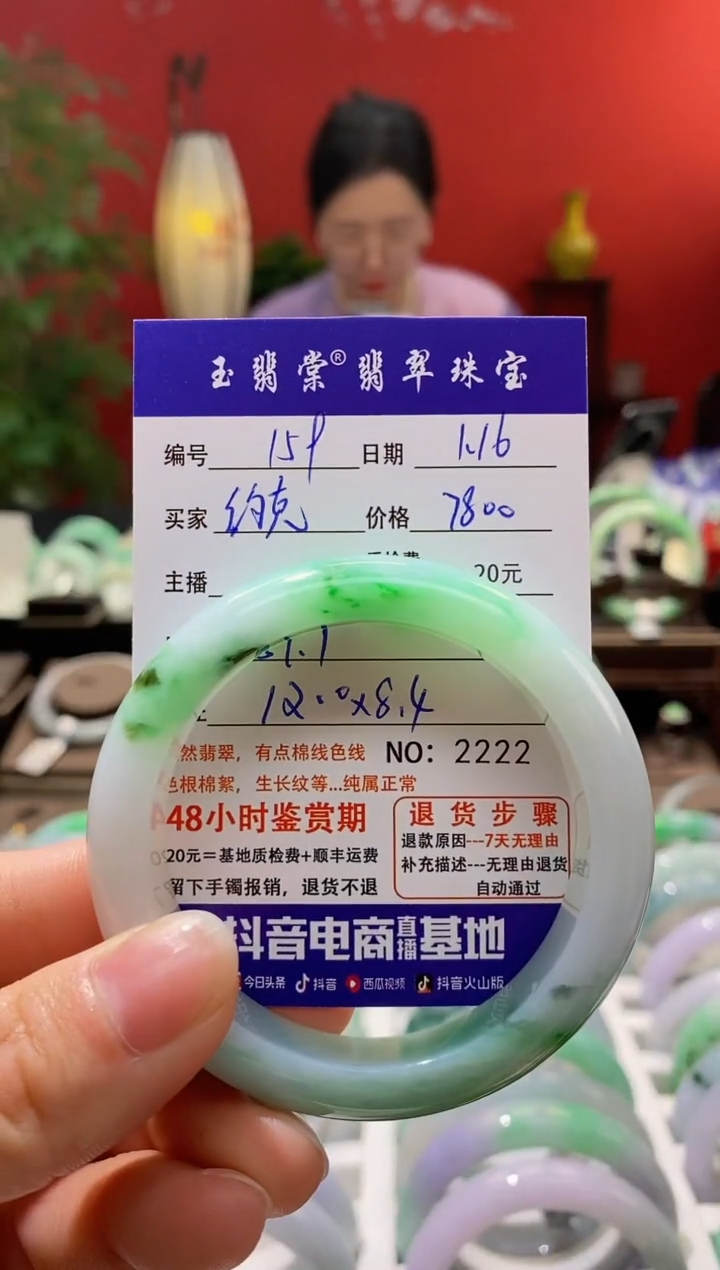 玉翡棠®翡翠珠宝
编号 159 日期 1.16
买家 约克 价格 7800
主播 20元
7.1
12.0x8.4
然翡翠，有点棉线色线 NO：2222
色根棉絮，生长纹等...纯属正常
48小时鉴赏期
退货步骤
20元＝基地质检费+顺丰运费
退款原因---7天无理由
留下手镯报销，退货不退
补充描述---无理由退货
自动通过
抖音电商直播基地
今日头条 抖音 西瓜视频 抖音火山版